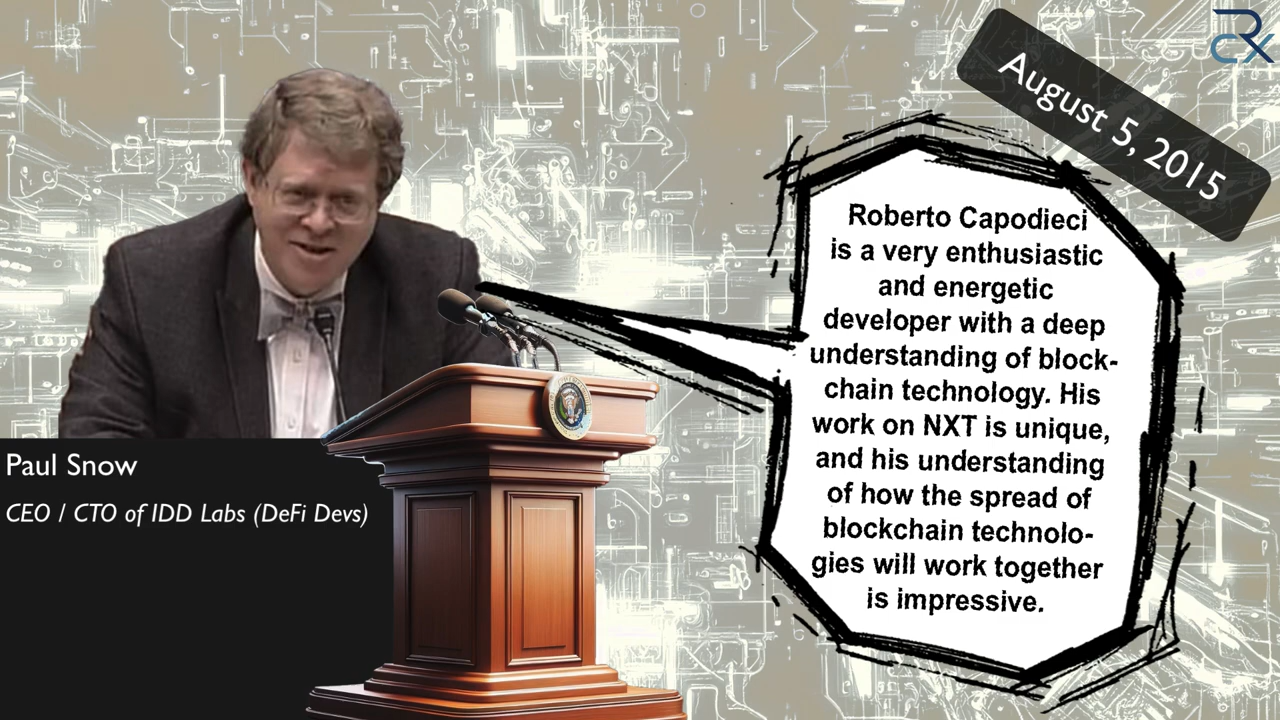 August 5, 2015
Roberto Capodieci
is a very enthusiastic
and energetic
developer with a deep
understanding of block-
chain technology. His
work on NXT is unique,
and his understanding
of how the spread of
blockchain technolo-
gies will work together
is impressive.
Paul Snow
CEO / CTO of IDD Labs (DeFi Devs)